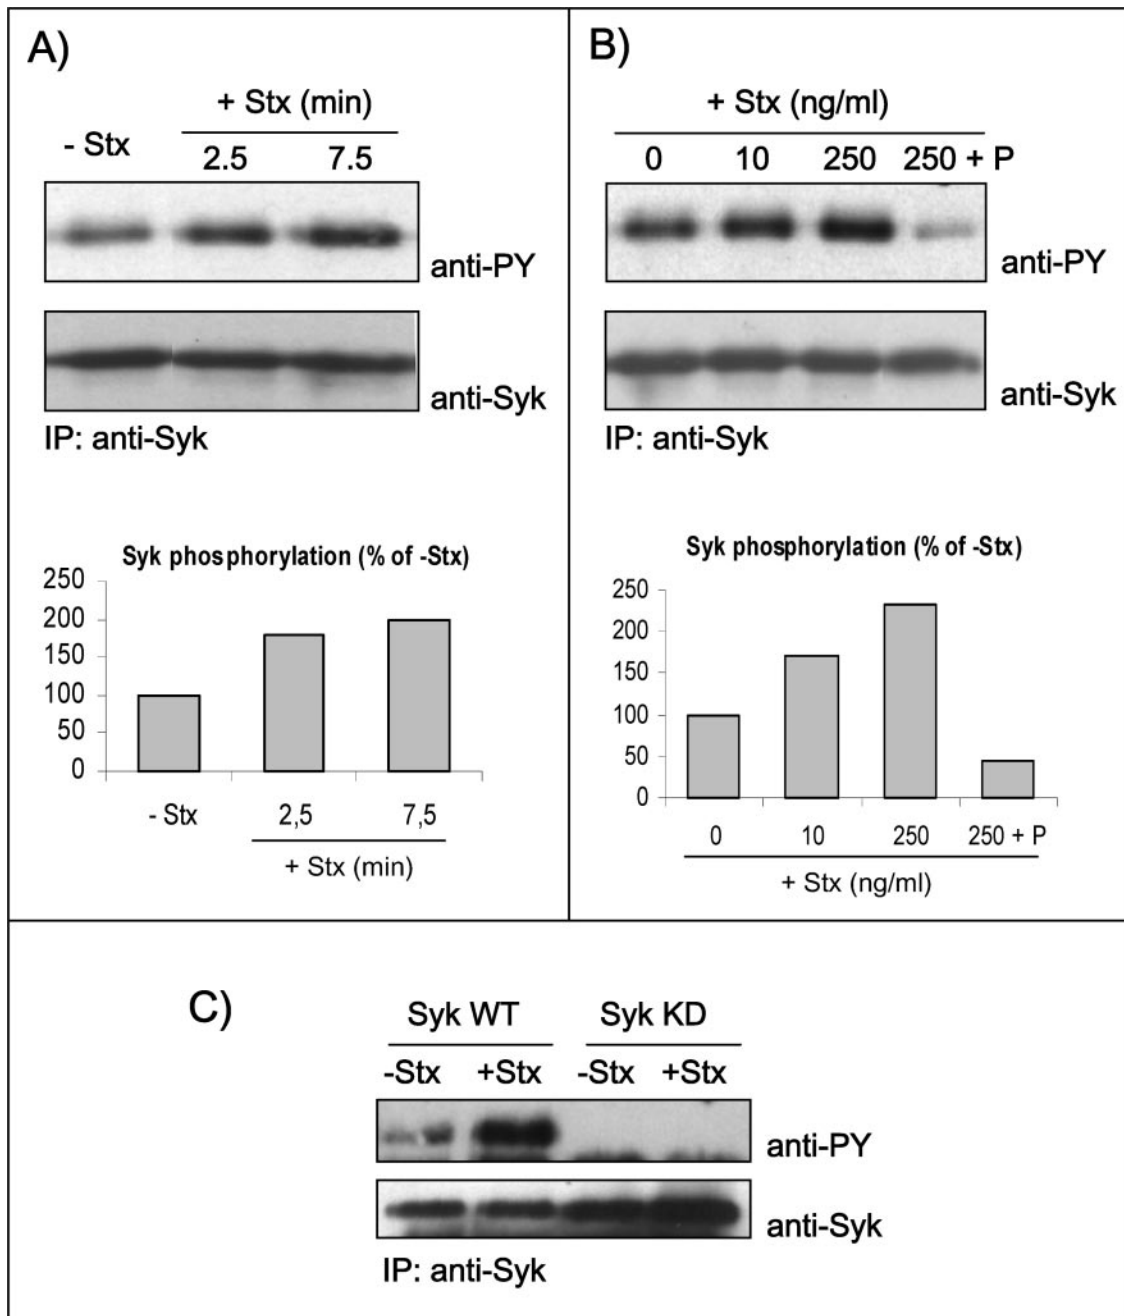 A)
+ Stx (min)
- Stx
2.5 7.5
anti-PY
anti-Syk
IP: anti-Syk
Syk phosphorylation (% of -Stx)
250
200
150
100
50
0
- Stx 2,5 7,5
+ Stx (min)
B)
+ Stx (ng/ml)
0 10 250 250 + P
anti-PY
anti-Syk
IP: anti-Syk
Syk phosphorylation (% of -Stx)
250
200
150
100
50
0
0 10 250 250 + P
+ Stx (ng/ml)
C)
Syk WT Syk KD
-Stx +Stx -Stx +Stx
anti-PY
anti-Syk
IP: anti-Syk